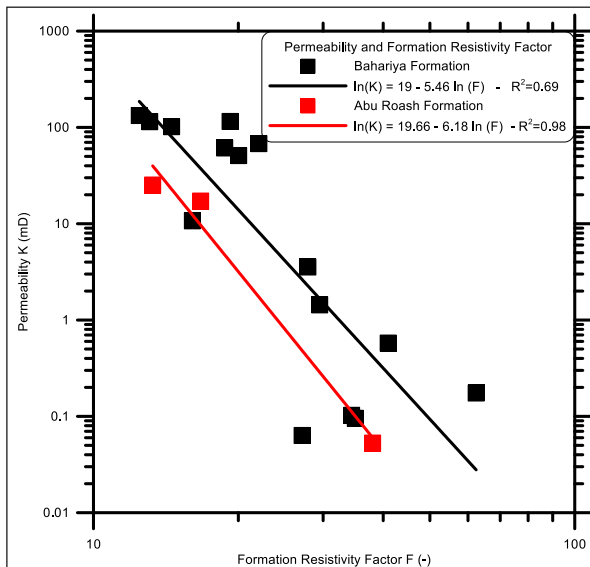 Permeability and Formation Resistivity Factor
Bahariya Formation
ln(K) = 19 - 5.46 ln (F) - R²=0.69
Abu Roash Formation
ln(K) = 19.66 - 6.18 ln (F) - R²=0.98
1000
100
10
1
0.1
0.01
Permeability K (mD)
10
100
Formation Resistivity Factor F (-)